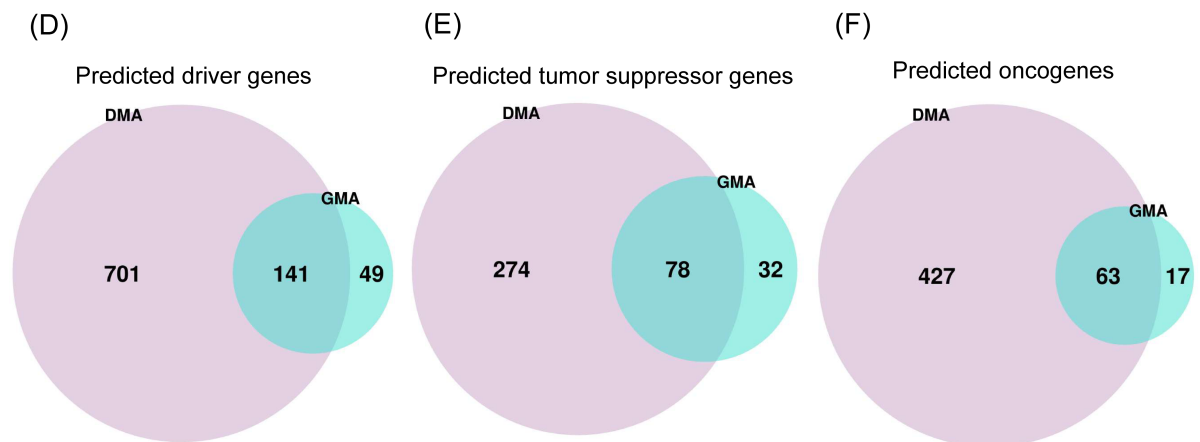 (D)
Predicted driver genes
DMA
GMA
701
141
49
(E)
Predicted tumor suppressor genes
DMA
GMA
274
78
32
(F)
Predicted oncogenes
DMA
GMA
427
63
17